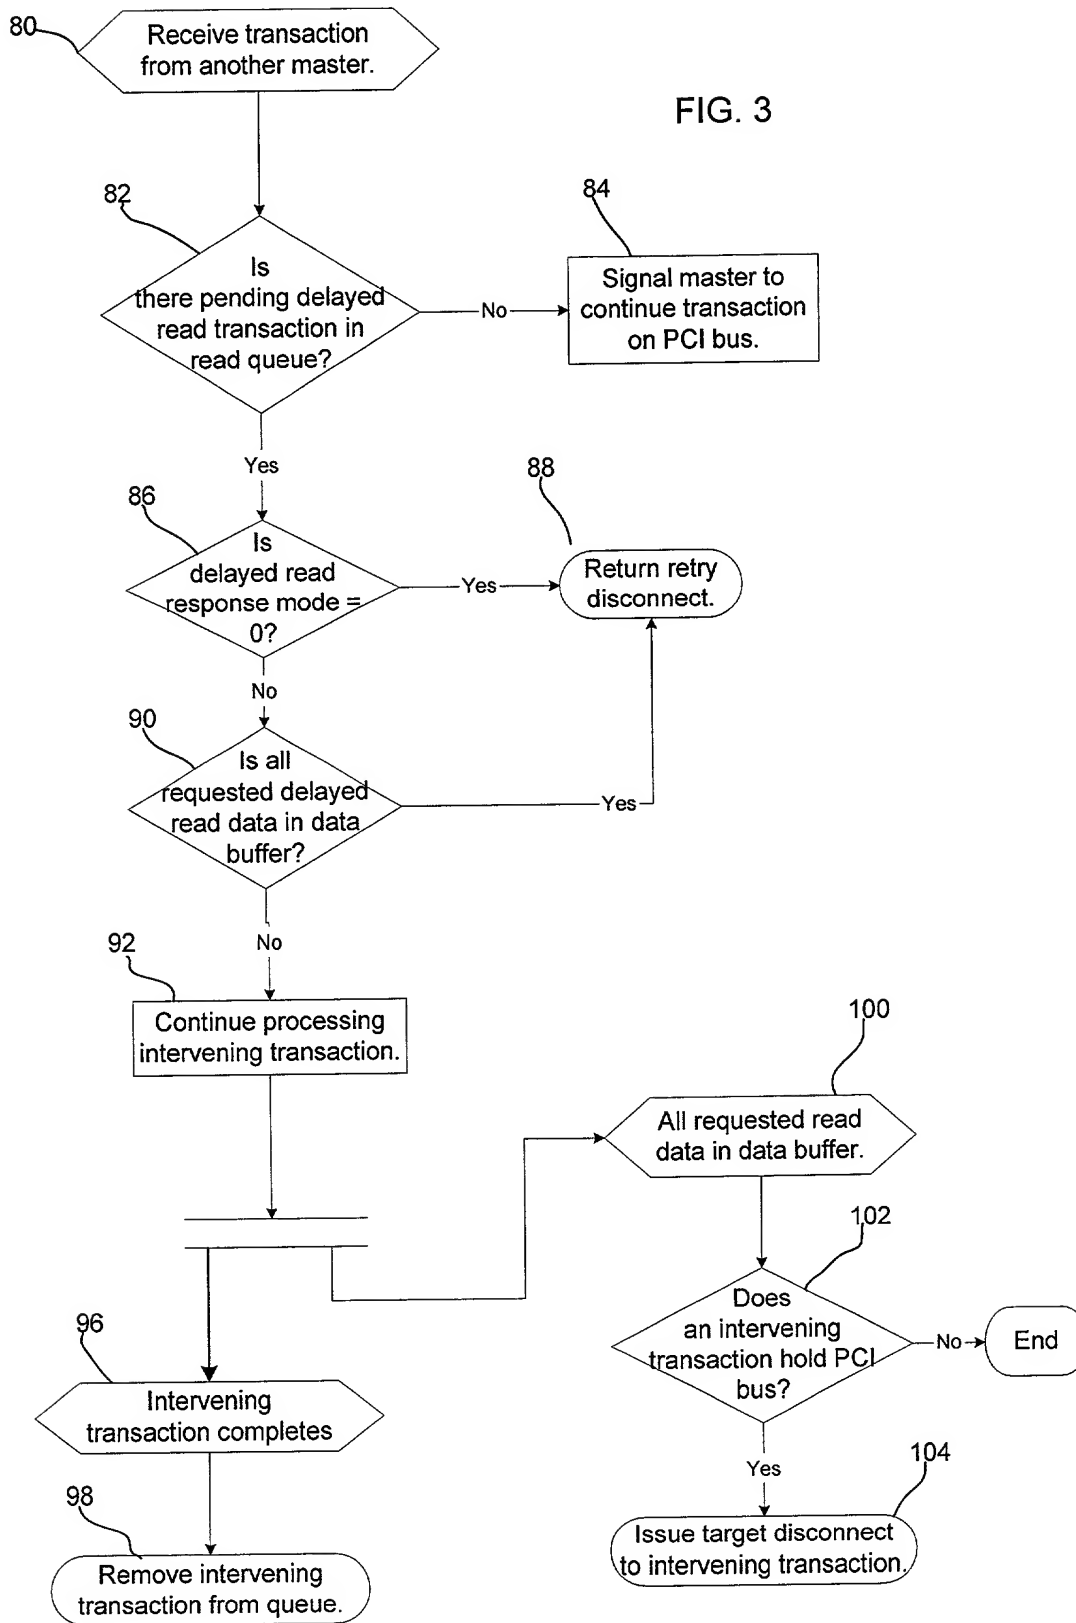 80
Receive transaction
from another master.
FIG. 3
82
Is
there pending delayed
read transaction in
read queue?
No
84
Signal master to
continue transaction
on PCI bus.
Yes
86
Is
delayed read
response mode =
0?
Yes
88
Return retry
disconnect.
No
90
Is all
requested delayed
read data in data
buffer?
Yes
No
92
Continue processing
intervening transaction.
100
All requested read
data in data buffer.
102
Does
an intervening
transaction hold PCI
bus?
No
End
96
Intervening
transaction completes
Yes
104
Issue target disconnect
to intervening transaction.
98
Remove intervening
transaction from queue.